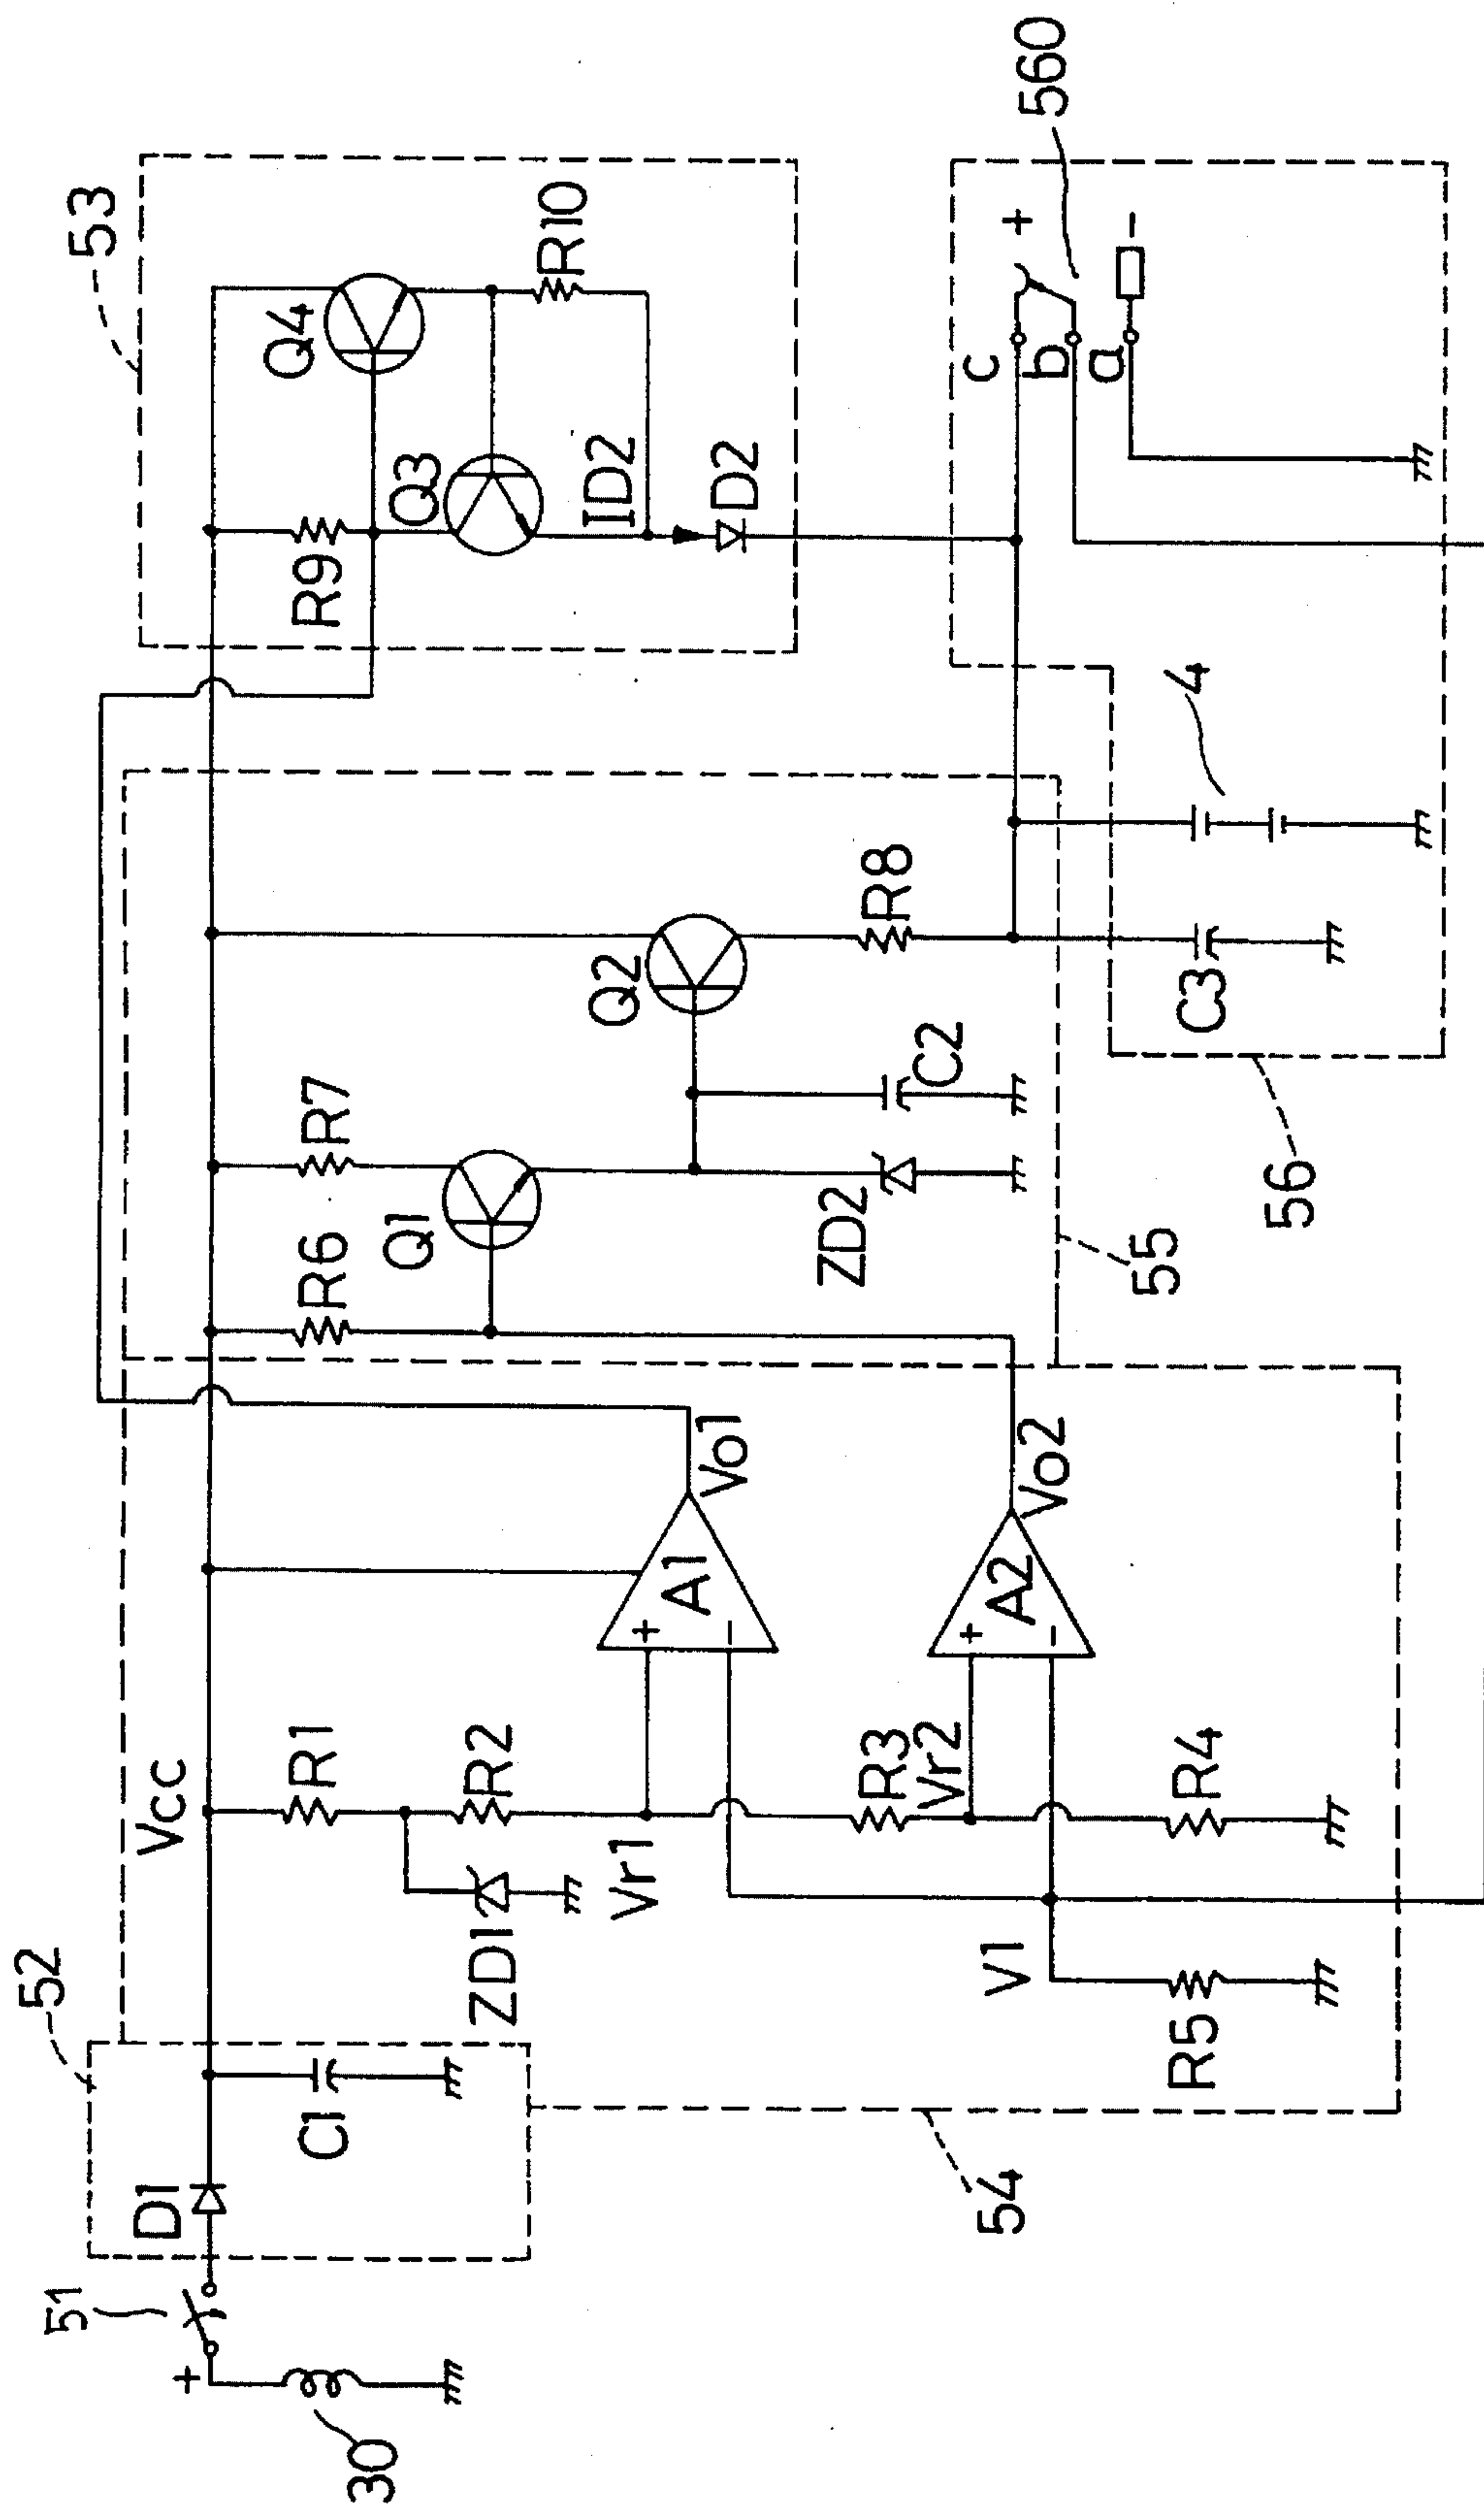 53
Q4
R10
R9
Q3
ID2
D2
560
+
-
c
b
a
4
R7
R6
Q1
Q2
R8
C2
ZD2
C3
56
55
Vcc
R1
R2
ZD1
Vr1
+
-
A1
Vo1
R3
Vr2
+
-
A2
Vo2
R4
V1
R5
54
52
D1
C1
51
+
30